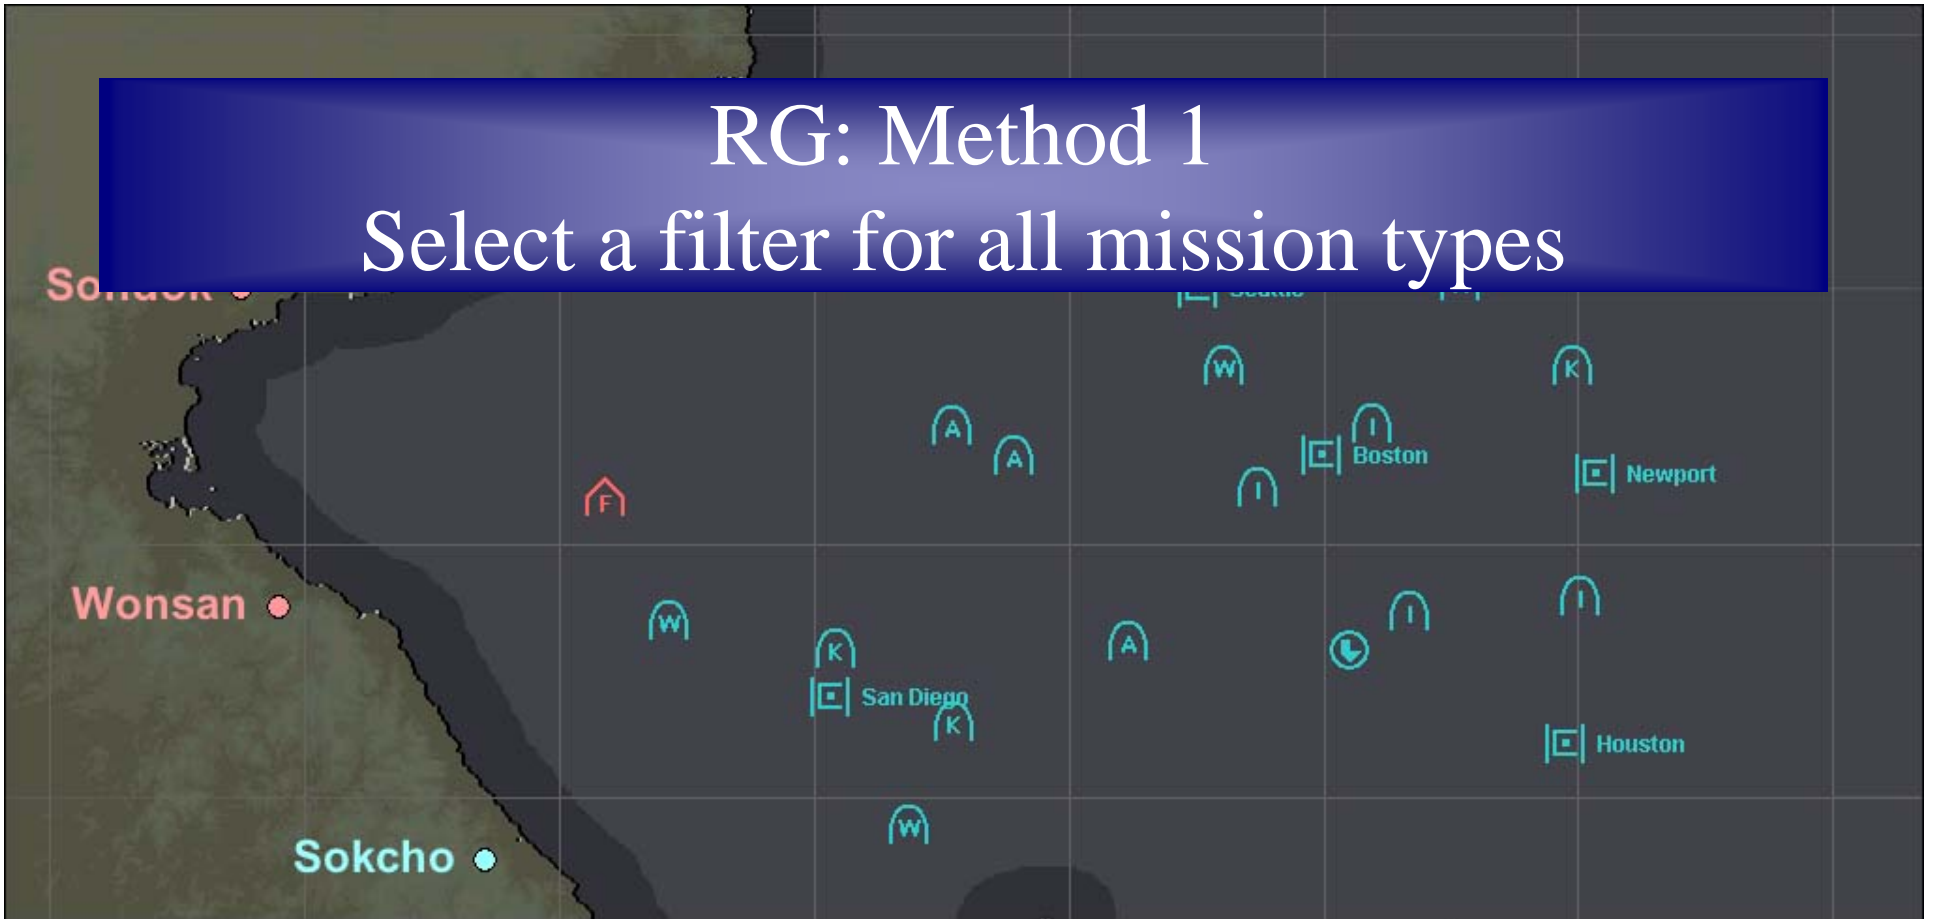 RG: Method 1
Select a filter for all mission types
W
K
A
I
A
Boston
Newport
I
F
Wonsan
W
I
I
K
A
San Diego
K
Houston
W
Sokcho